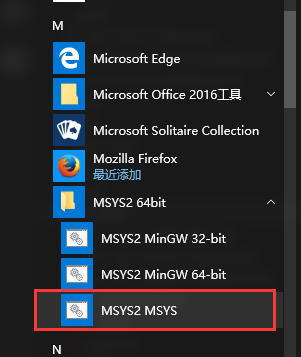 M
Microsoft Edge
Microsoft Office 2016工具
Microsoft Solitaire Collection
Mozilla Firefox
最近添加
MSYS2 64bit
MSYS2 MinGW 32-bit
MSYS2 MinGW 64-bit
MSYS2 MSYS
N